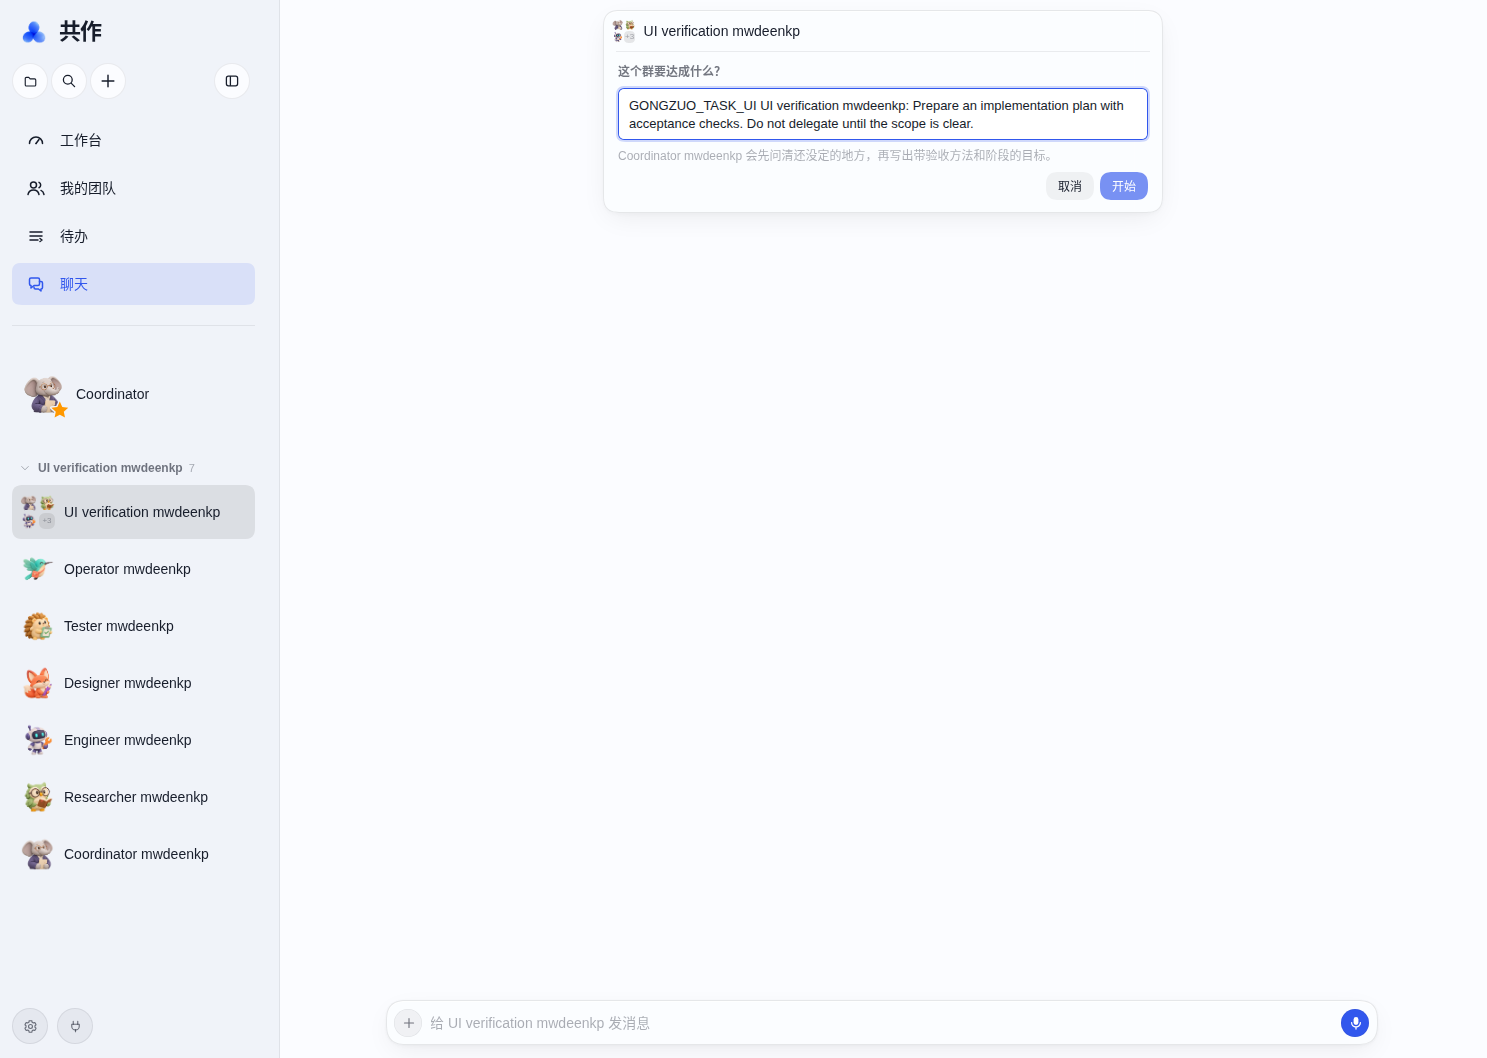 共作
工作台
我的团队
待办
聊天
Coordinator
UI verification mwdeenkp 7
UI verification mwdeenkp
+3
Operator mwdeenkp
Tester mwdeenkp
Designer mwdeenkp
Engineer mwdeenkp
Researcher mwdeenkp
Coordinator mwdeenkp
UI verification mwdeenkp
+3
这个群要达成什么?
GONGZUO_TASK_UI UI verification mwdeenkp: Prepare an implementation plan with
acceptance checks. Do not delegate until the scope is clear.
Coordinator mwdeenkp 会先问清还没定的地方，再写出带验收方法和阶段的目标。
取消
开始
给 UI verification mwdeenkp 发消息